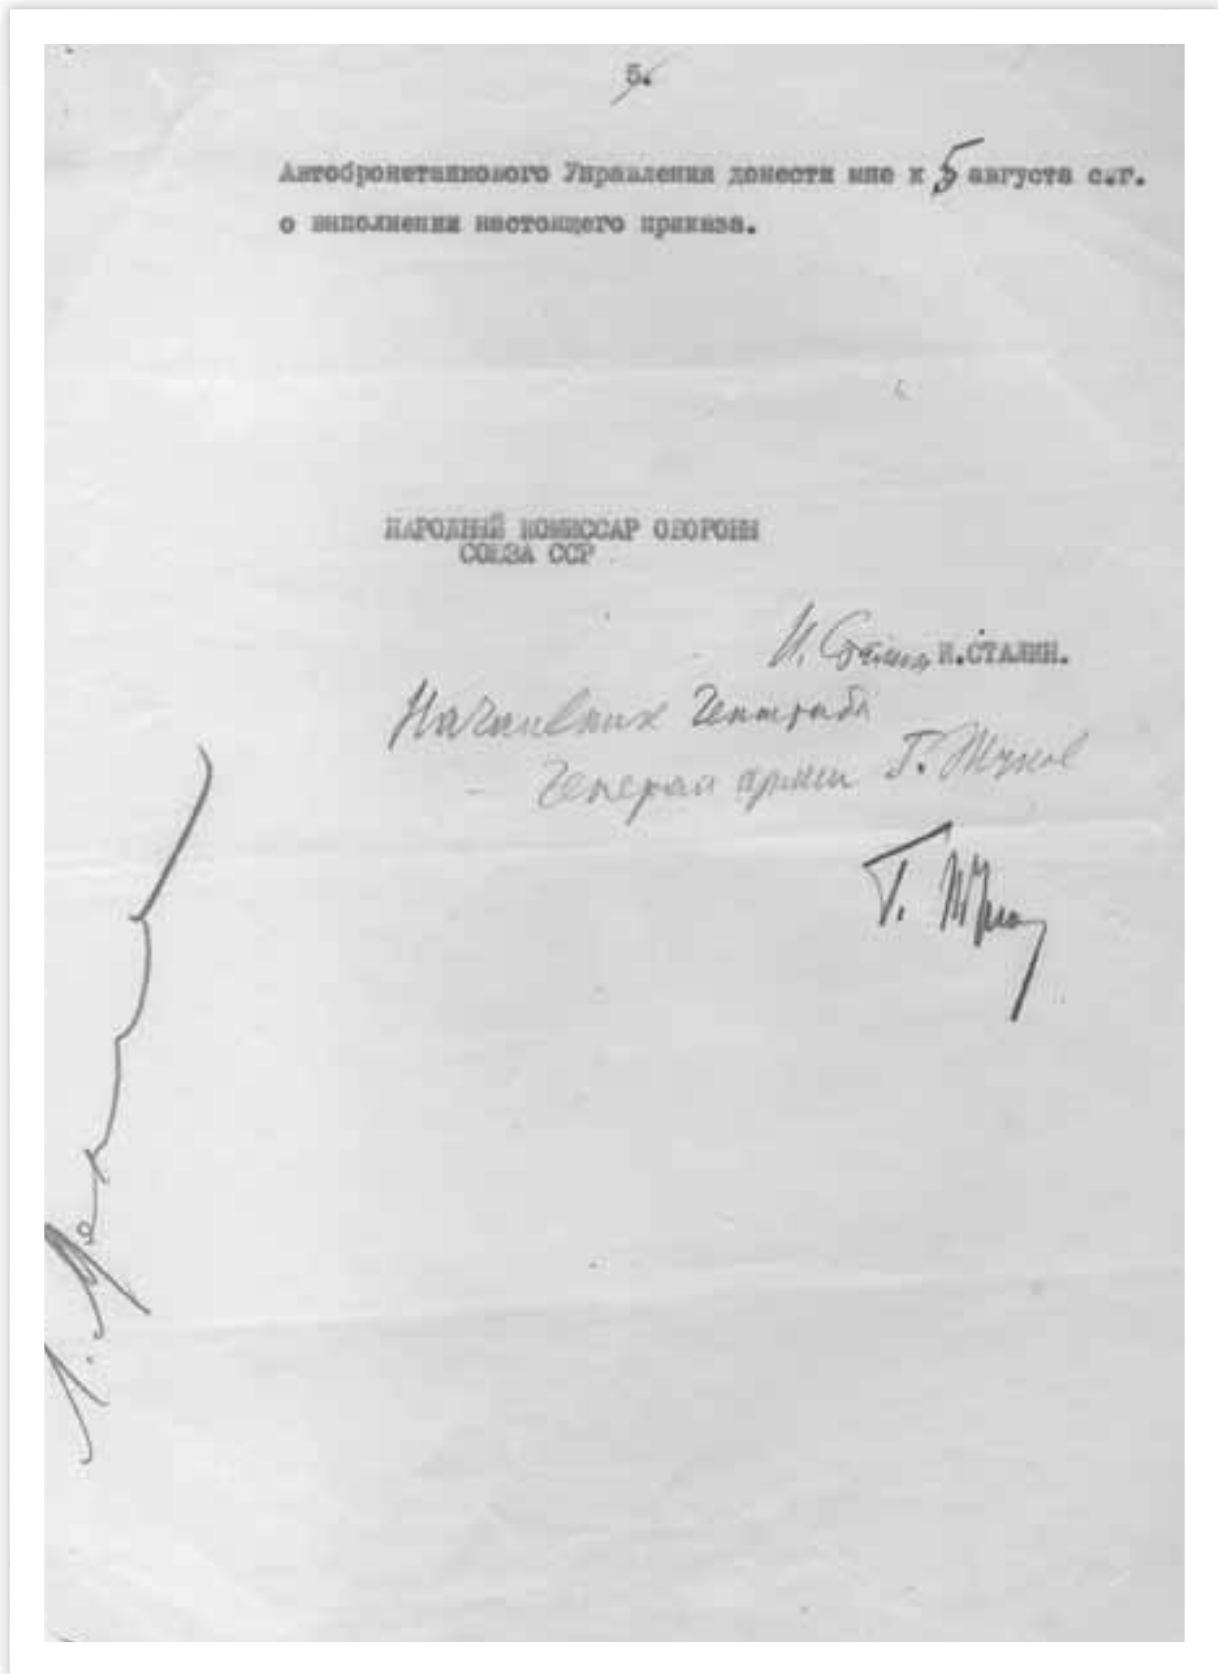 5.
Автобронетанкового Управления донести мне к 5 августа с.г.
о выполнении настоящего приказа.
НАРОДНЫЙ КОМИССАР ОБОРОНЫ
СОЮЗА ССР
И. Сталин И.СТАЛИН.
Начальник Генштаба
Генерал армии Г. Жуков
Г. Жуков